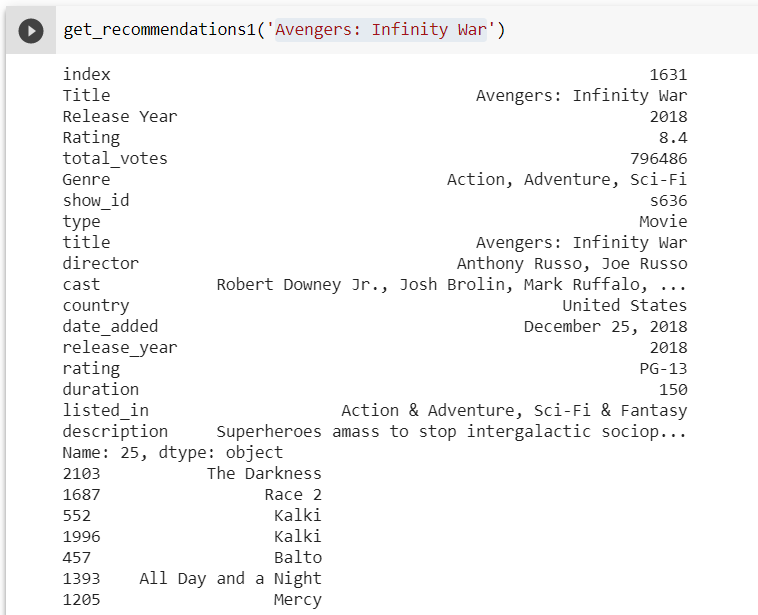 get_recommendations1('Avengers: Infinity War')
index 1631
Title Avengers: Infinity War
Release Year 2018
Rating 8.4
total_votes 796486
Genre Action, Adventure, Sci-Fi
show_id s636
type Movie
title Avengers: Infinity War
director Anthony Russo, Joe Russo
cast Robert Downey Jr., Josh Brolin, Mark Ruffalo, ...
country United States
date_added December 25, 2018
release_year 2018
rating PG-13
duration 150
listed_in Action & Adventure, Sci-Fi & Fantasy
description Superheroes amass to stop intergalactic sociop...
Name: 25, dtype: object
2103 The Darkness
1687 Race 2
552 Kalki
1996 Kalki
457 Balto
1393 All Day and a Night
1205 Mercy